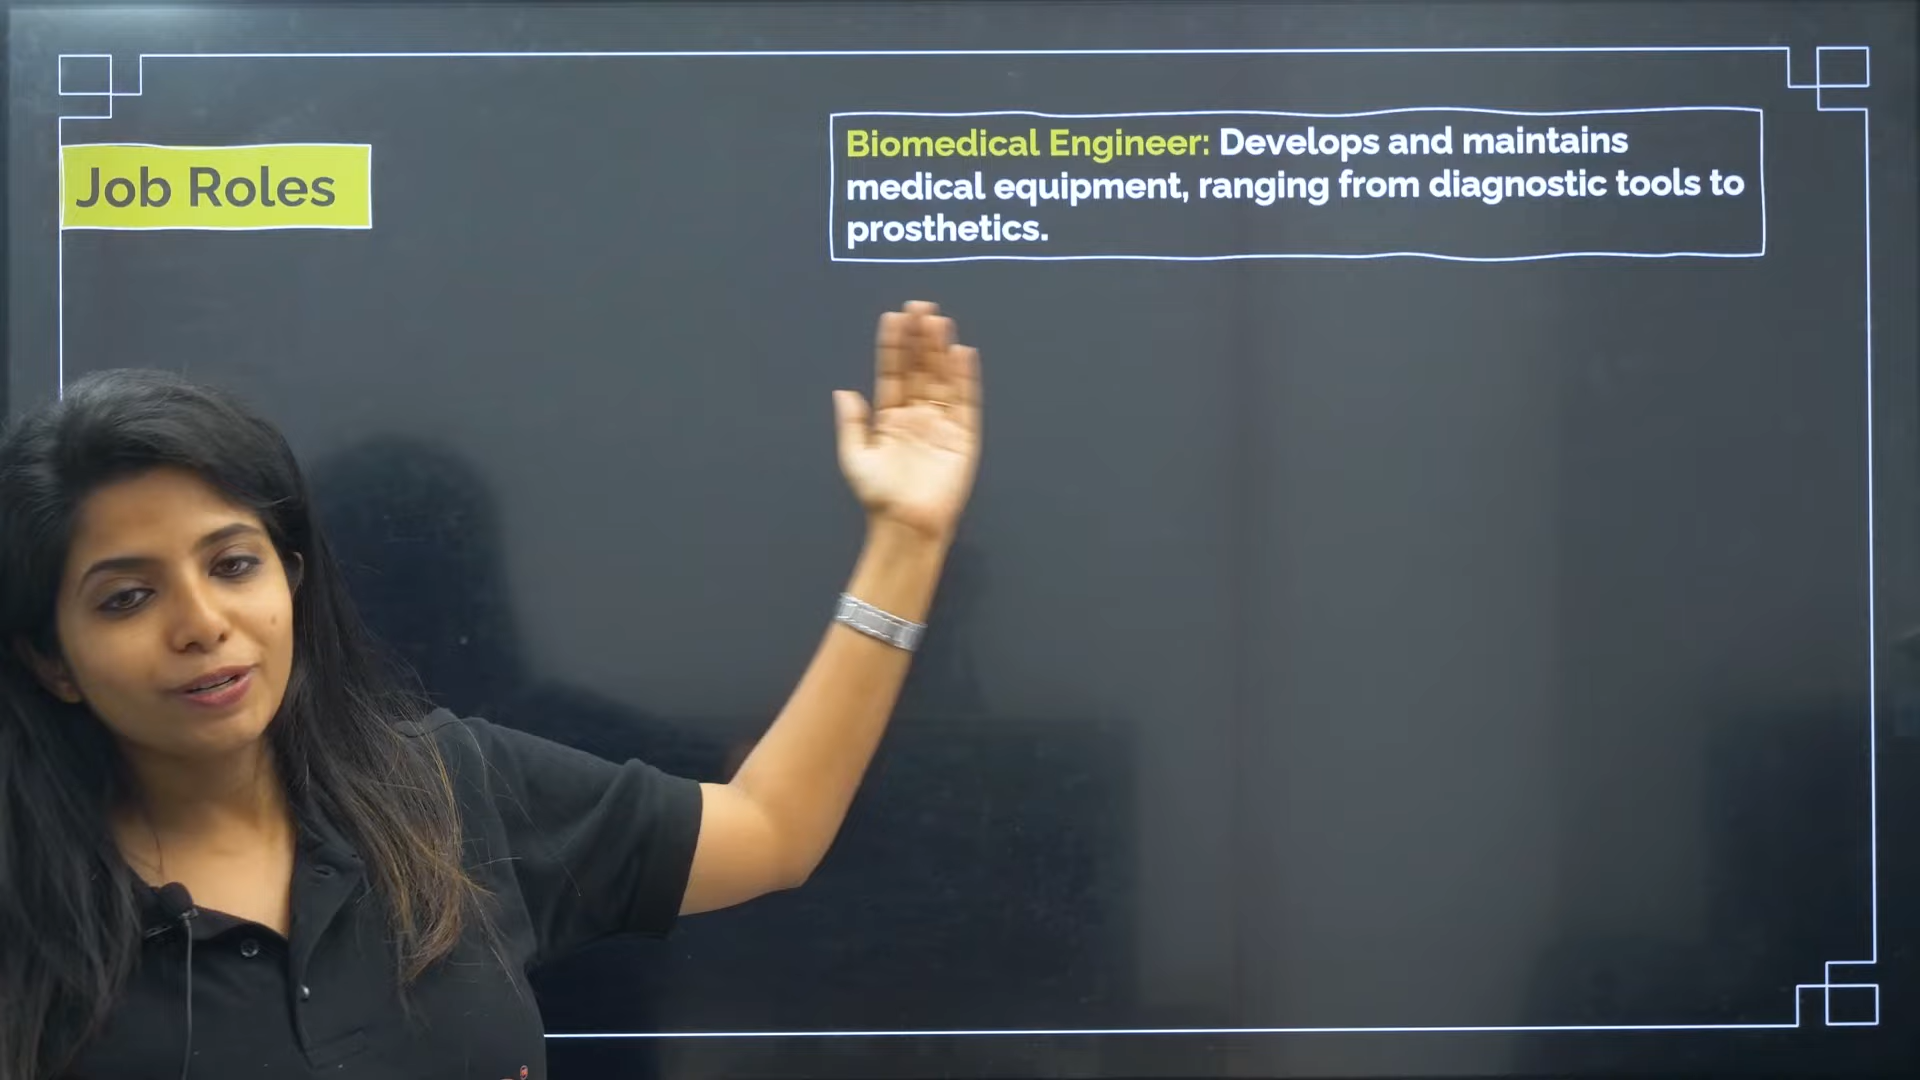 Job Roles
Biomedical Engineer: Develops and maintains
medical equipment, ranging from diagnostic tools to
prosthetics.